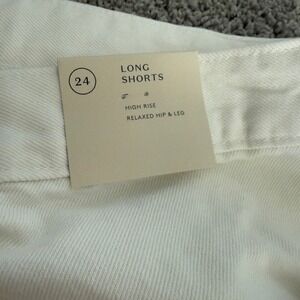 24
LONG
SHORTS
HIGH RISE
RELAXED HIP & LEG